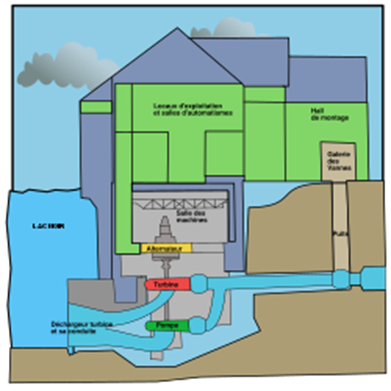 Locaux d'exploitation
et salles d'automatismes
Hall
de montage
Galerie
des
Vannes
LAC NOIR
Salle des
machines
Puits
Alternateur
Turbine
Déchargeur turbine
et sa conduite
Pompe